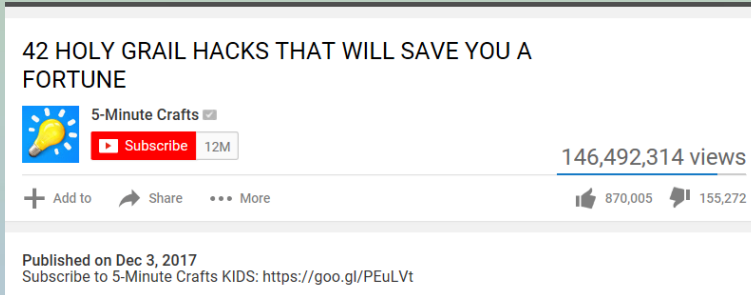 42 HOLY GRAIL HACKS THAT WILL SAVE YOU A
FORTUNE
5-Minute Crafts
Subscribe 12M
146,492,314 views
Add to Share More
870,005 155,272
Published on Dec 3, 2017
Subscribe to 5-Minute Crafts KIDS: https://goo.gl/PEuLVt